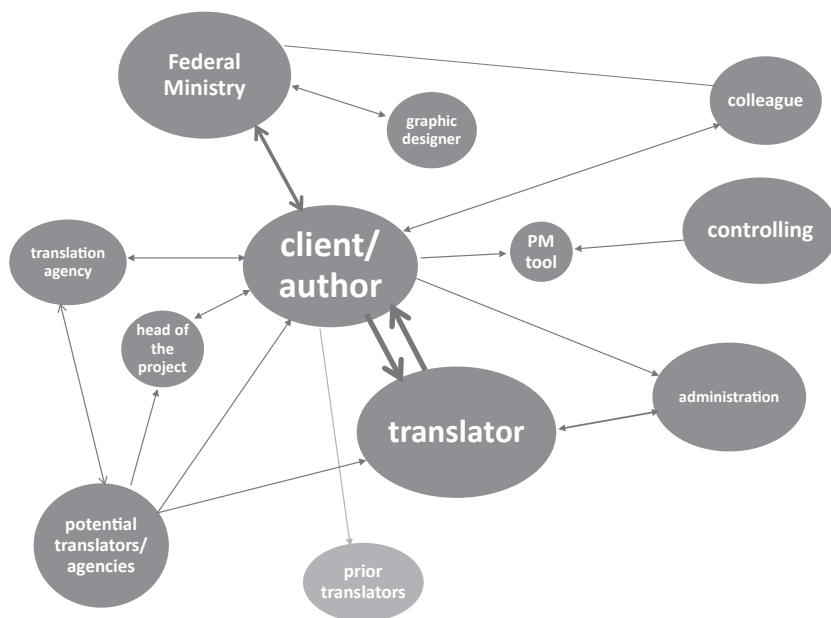 Federal
Ministry
colleague
graphic
designer
client/
author
PM
tool
controlling
translation
agency
head of
the
project
administration
translator
potential
translators/
agencies
prior
translators